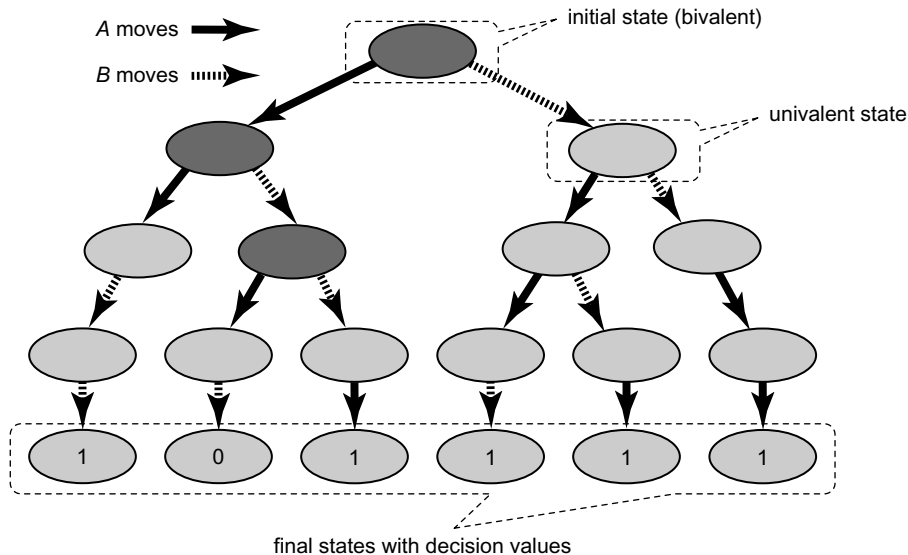 initial state (bivalent)
A moves
B moves
univalent state
1 0 1 1 1 1
final states with decision values